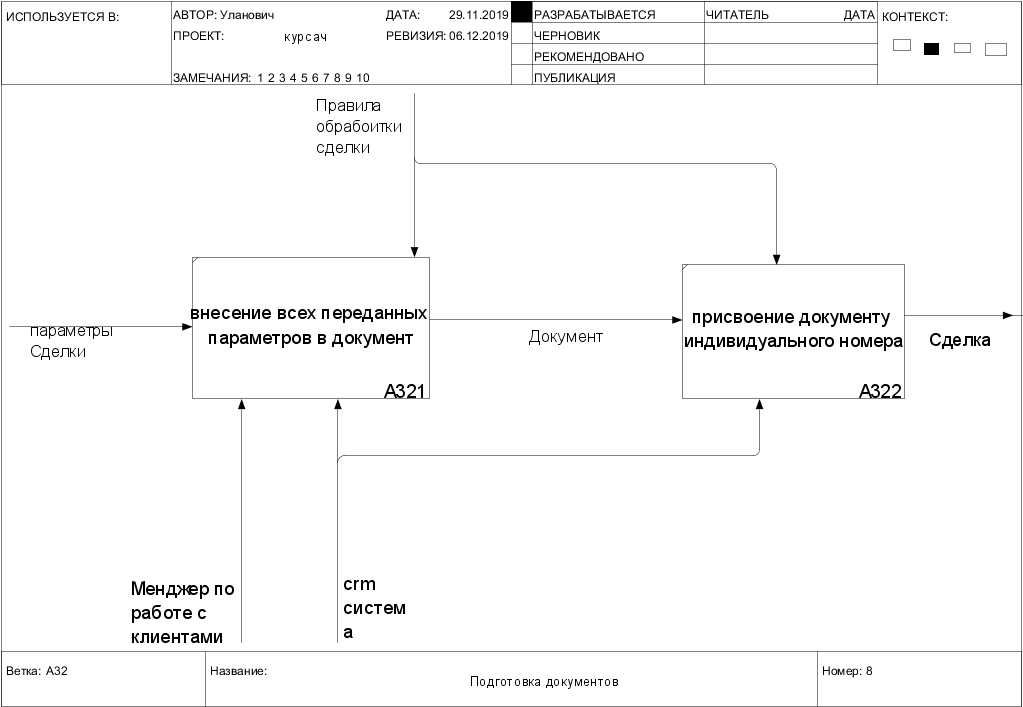 ИСПОЛЬЗУЕТСЯ В:
АВТОР: Уланович
ДАТА: 29.11.2019
РАЗРАБАТЫВАЕТСЯ
ЧИТАТЕЛЬ
ДАТА
КОНТЕКСТ:
ПРОЕКТ: курсач
РЕВИЗИЯ: 06.12.2019
ЧЕРНОВИК
РЕКОМЕНДОВАНО
ЗАМЕЧАНИЯ: 1 2 3 4 5 6 7 8 9 10
ПУБЛИКАЦИЯ
Правила
обрабоитки
сделки
внесение всех переданных
параметров в документ
A321
параметры
Сделки
Документ
присвоение документу
индивидуального номера
A322
Сделка
Менджер по
работе с
клиентами
crm
систем
а
Ветка: A32
Название:
Подготовка документов
Номер: 8